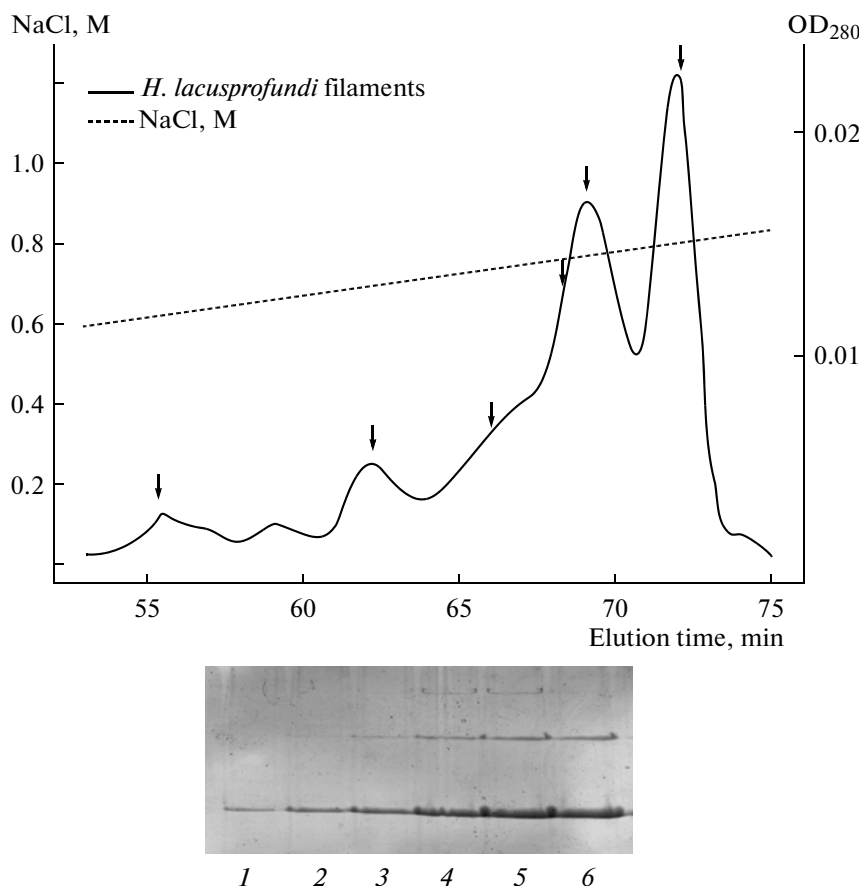 NaCl, M
OD280
H. lacusprofundi filaments
NaCl, M
1.0
0.8
0.6
0.4
0.2
0.02
0.01
55 60 65 70 75
Elution time, min
1 2 3 4 5 6